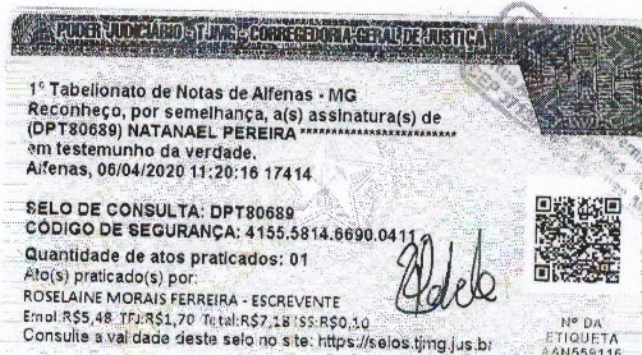 PODER JUDICIÁRIO - TJMG - CORREGEDORIA-GERAL DE JUSTIÇA
1º Tabelionato de Notas de Alfenas - MG
Reconheço, por semelhança, a(s) assinatura(s) de
(DPT80689) NATANAEL PEREIRA *************************
em testemunho da verdade.
Alfenas, 06/04/2020 11:20:16 17414
SELO DE CONSULTA: DPT80689
CÓDIGO DE SEGURANÇA: 4155.5814.6690.0411
Quantidade de atos praticados: 01
Ato(s) praticado(s) por:
ROSELAINE MORAIS FERREIRA - ESCREVENTE
Emol:R$5,48 TFJ:R$1,70 Total:R$7,18 ISS:R$0,10
Consulte a validade deste selo no site: https://selos.tjmg.jus.br
Nº DA
ETIQUETA
AAN559116